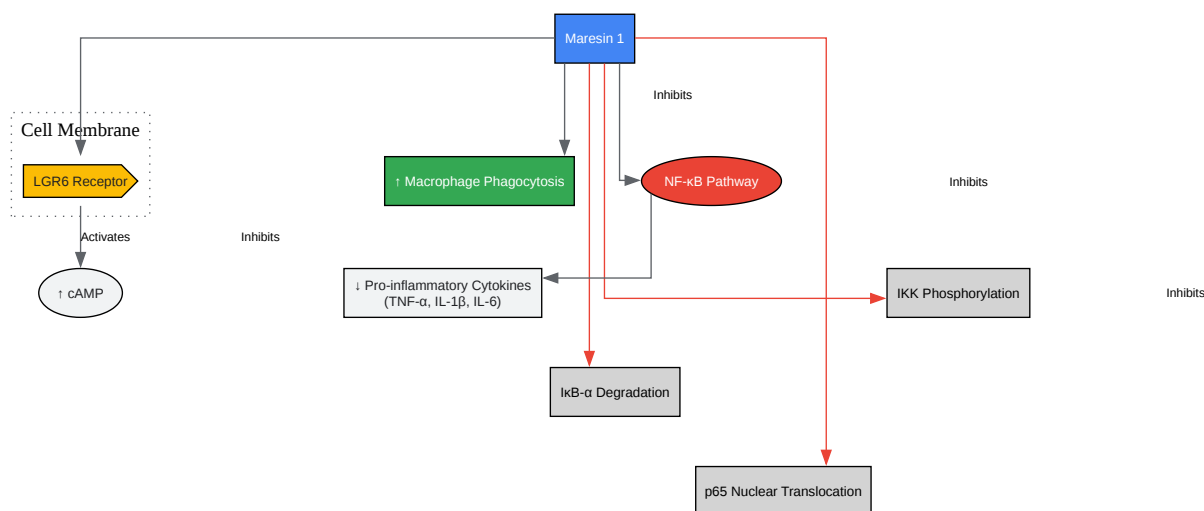 Maresin 1
Inhibits
Cell Membrane
LGR6 Receptor
↑ Macrophage Phagocytosis
NF-κB Pathway
Inhibits
Activates
Inhibits
↑ cAMP
↓ Pro-inflammatory Cytokines
(TNF-α, IL-1β, IL-6)
IKK Phosphorylation
Inhibits
IκB-α Degradation
p65 Nuclear Translocation